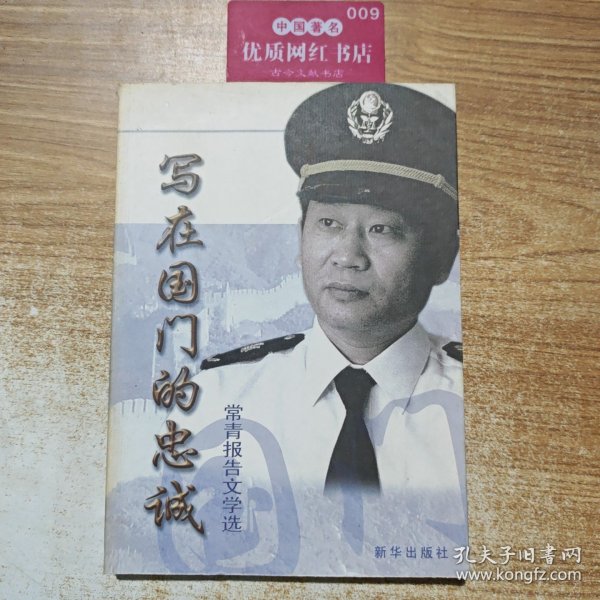 009
中国著名
优质网红书店
古今文献书店
写在国门的忠诚
常青报告文学选
新华出版社
孔夫子旧书网
www.kongfz.com